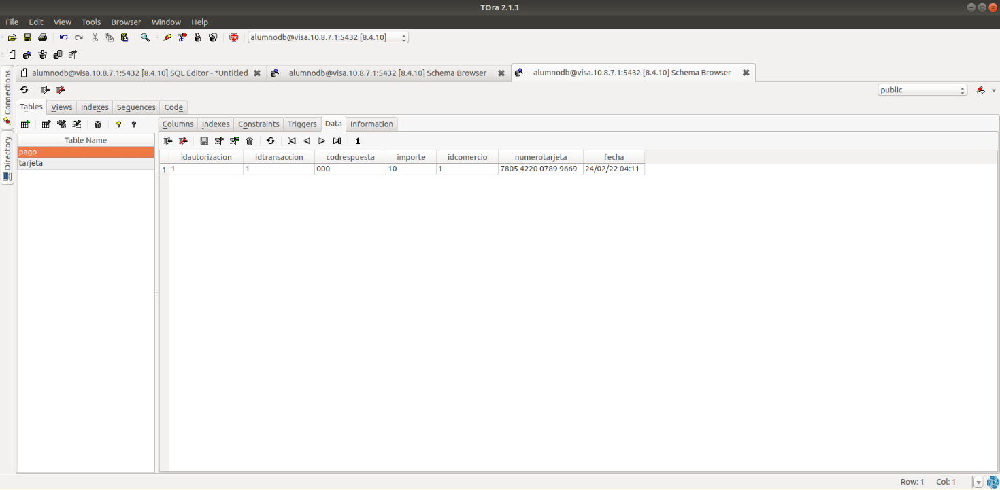 TOra 2.1.3
File Edit View Tools Browser Window Help
alumnodb@visa.10.8.7.1:5432 [8.4.10]
alumnodb@visa.10.8.7.1:5432 [8.4.10] SQL Editor - *Untitled
alumnodb@visa.10.8.7.1:5432 [8.4.10] Schema Browser
alumnodb@visa.10.8.7.1:5432 [8.4.10] Schema Browser
Connections
Directory
public
Tables Views Indexes Sequences Code
Columns Indexes Constraints Triggers Data Information
1
Table Name
pago
tarjeta
idautorizacion idtransaccion codrespuesta importe idcomercio numerotarjeta fecha
1 1 1 000 10 1 7805 4220 0789 9669 24/02/22 04:11
Row: 1 Col: 1